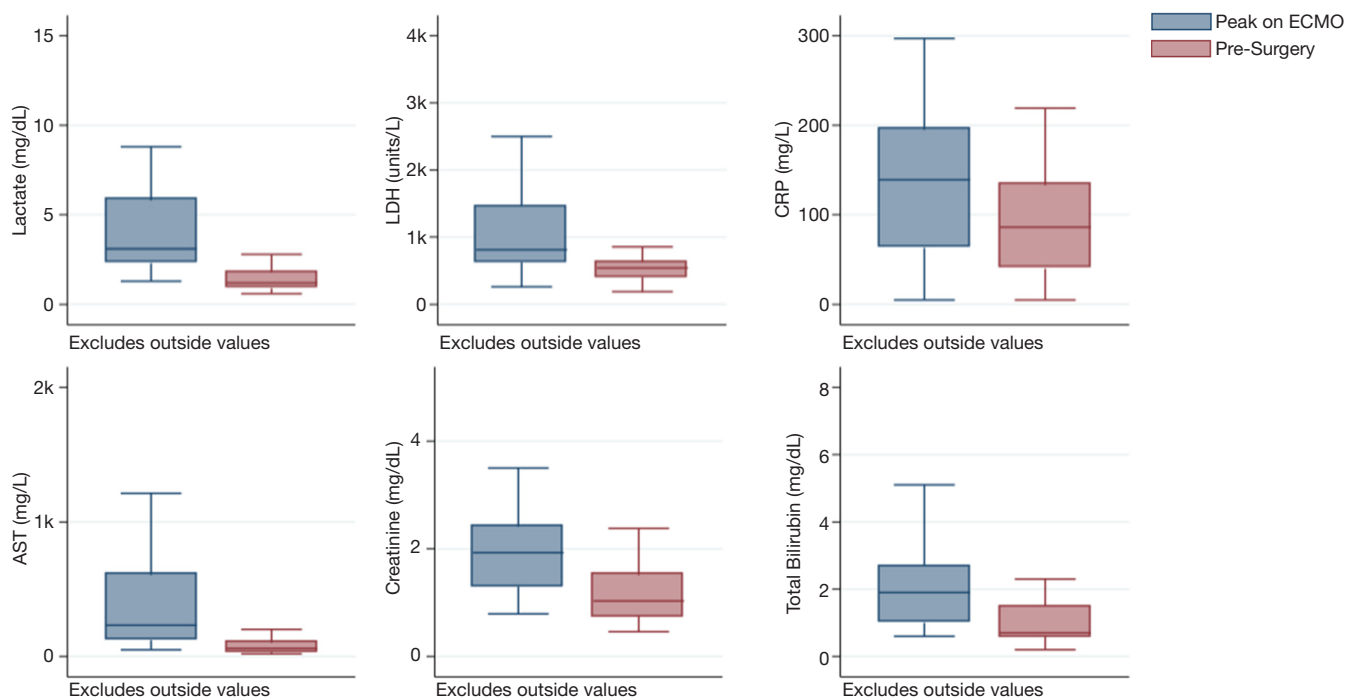 Peak on ECMO
Pre-Surgery
Lactate (mg/dL)
15
10
5
0
Excludes outside values
LDH (units/L)
4k
3k
2k
1k
0
Excludes outside values
CRP (mg/L)
300
200
100
0
Excludes outside values
AST (mg/L)
2k
1k
0
Excludes outside values
Creatinine (mg/dL)
4
2
0
Excludes outside values
Total Bilirubin (mg/dL)
8
6
4
2
0
Excludes outside values